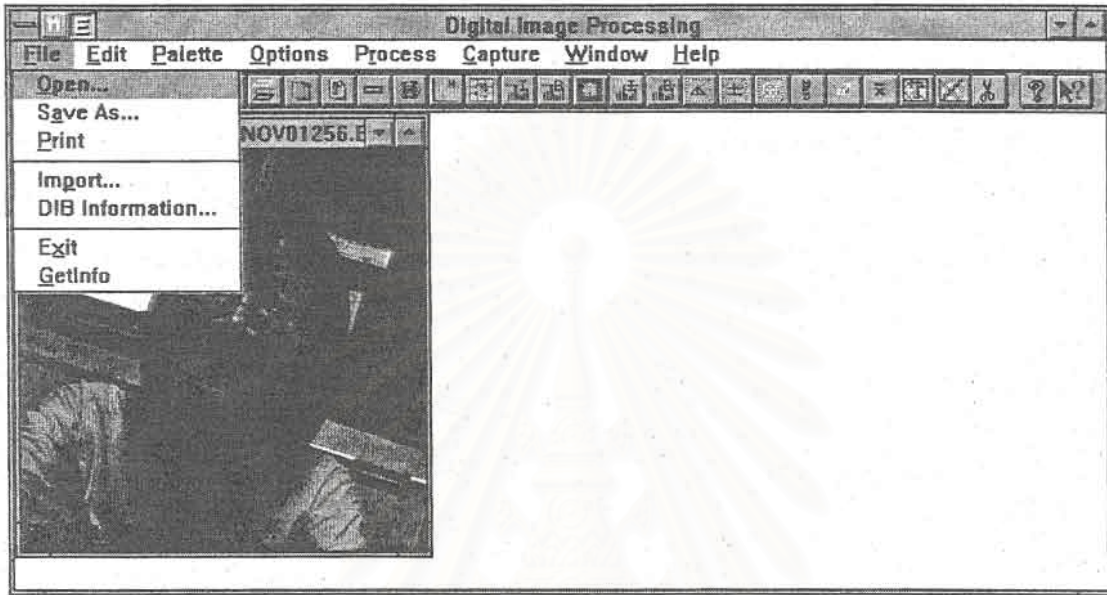 Digital Image Processing
File Edit Palette Options Process Capture Window Help
Open...
Save As...
Print
NOV01256.B
Import...
DIB Information...
Exit
GetInfo